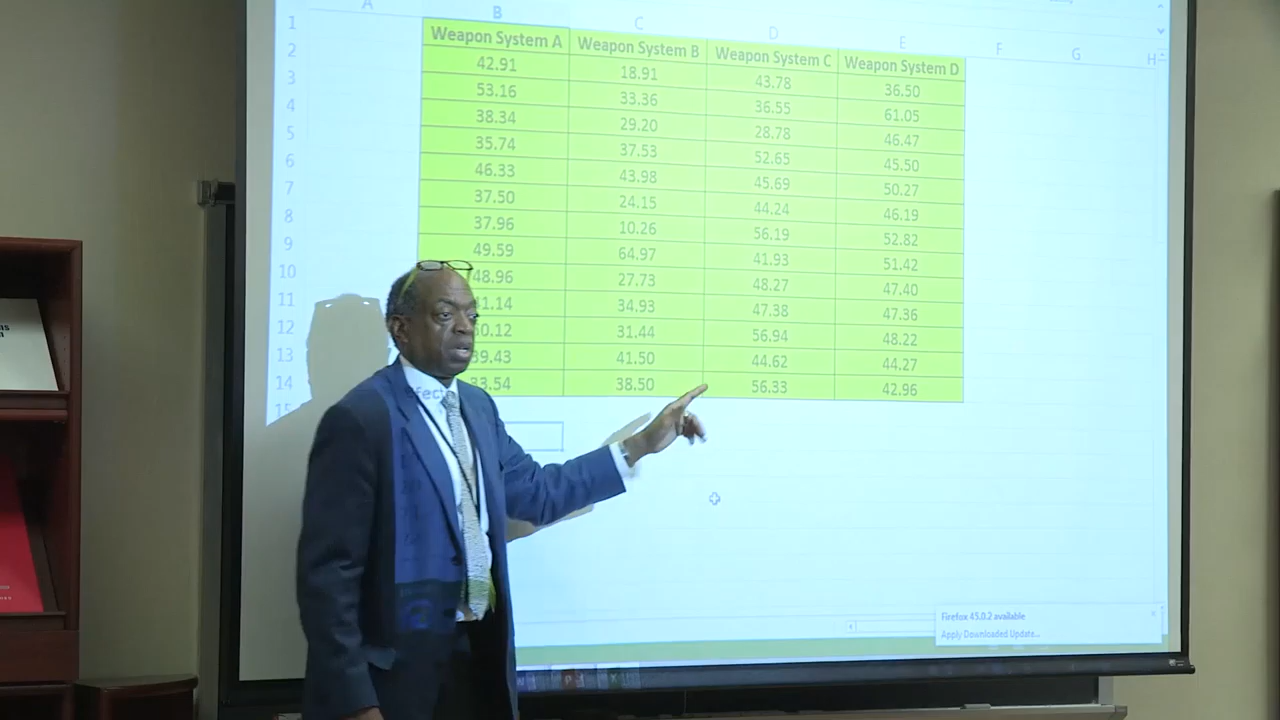 A B C D E F G H
1 Weapon System A Weapon System B Weapon System C Weapon System D
2 42.91 18.91 43.78 36.50
3 53.16 33.36 36.55 61.05
4 38.34 29.20 28.78 46.47
5 35.74 37.53 52.65 45.50
6 46.33 43.98 45.69 50.27
7 37.50 24.15 44.24 46.19
8 37.96 10.26 56.19 52.82
9 49.59 64.97 41.93 51.42
10 48.96 27.73 48.27 47.40
11 34.93 47.38 47.36
12 31.44 56.94 48.22
13 41.50 44.62 44.27
14 38.50 56.33 42.96
15
Firefox 45.0.2 available
Apply Downloaded Update...